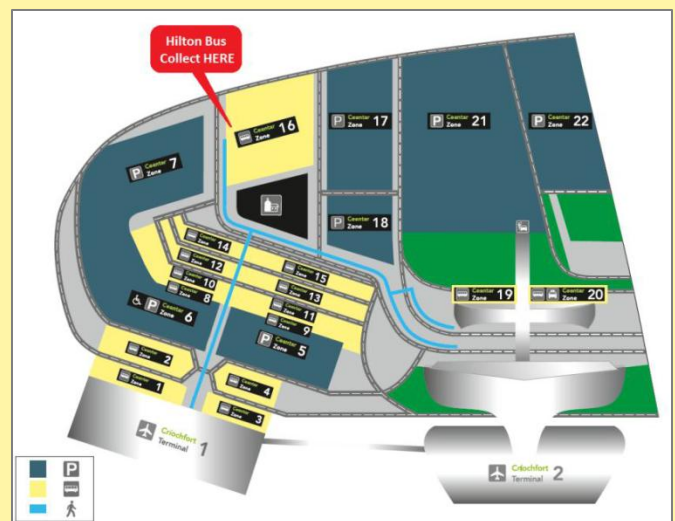 Hilton Bus
Collect HERE
Ceantar
Zone 16
P Ceantar
Zone 17
P Ceantar
Zone 21
P Ceantar
Zone 22
P Ceantar
Zone 7
P Ceantar
Zone 18
Ceantar
Zone 14
Ceantar
Zone 12
Ceantar
Zone 10
Ceantar
Zone 8
Ceantar
Zone 15
Ceantar
Zone 13
Ceantar
Zone 11
Ceantar
Zone 9
Ceantar
Zone 19
Ceantar
Zone 20
P Ceantar
Zone 6
P Ceantar
Zone 5
Ceantar
Zone 2
Ceantar
Zone 1
Ceantar
Zone 4
Ceantar
Zone 3
Críochfort
Terminal 1
Críochfort
Terminal 2
P